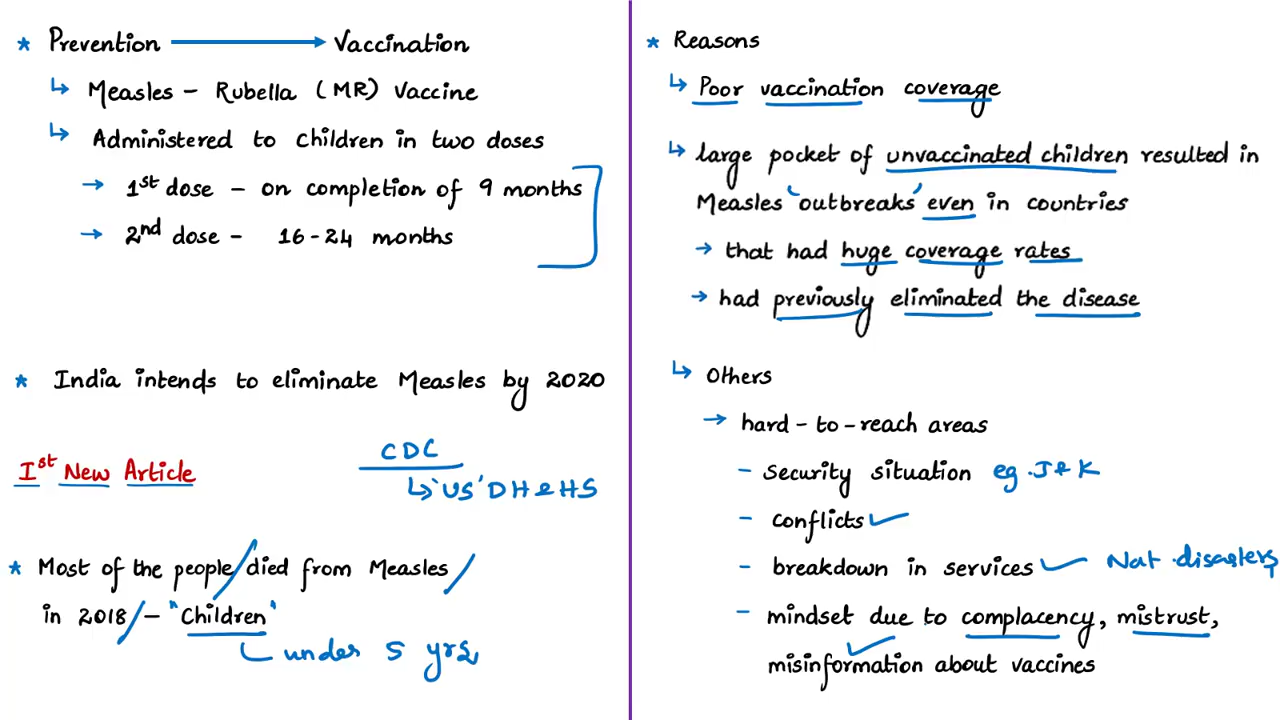 * Prevention → Vaccination
↳ Measles – Rubella (MR) Vaccine
↳ Administered to Children in two doses
→ 1st dose – on completion of 9 months
→ 2nd dose – 16-24 months
* India intends to eliminate Measles by 2020
CDC
Ist New Article
↳ 'US' DH & HS
* Most of the people / died from Measles /
in 2018 / – "Children"
under 5 yrs
* Reasons
↳ Poor vaccination coverage
↳ large pocket of unvaccinated children resulted in
Measles 'outbreaks' even in countries
→ that had huge coverage rates
→ had previously eliminated the disease
↳ Others
→ hard-to-reach areas
– security situation eg. J & K
– conflicts ✓
– breakdown in services ✓ Nat. disasters
– mindset due to complacency, mistrust,
misinformation about vaccines